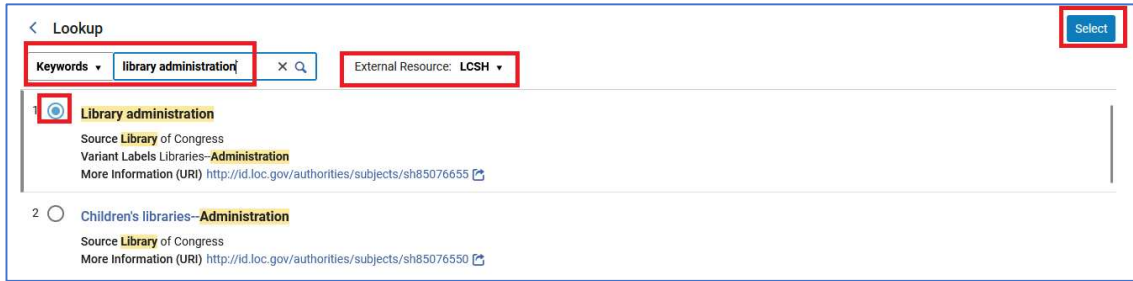 Lookup
Select
Keywords library administration External Resource: LCSH
1 Library administration
Source Library of Congress
Variant Labels Libraries--Administration
More Information (URI) http://id.loc.gov/authorities/subjects/sh85076655
2 Children's libraries--Administration
Source Library of Congress
More Information (URI) http://id.loc.gov/authorities/subjects/sh85076550